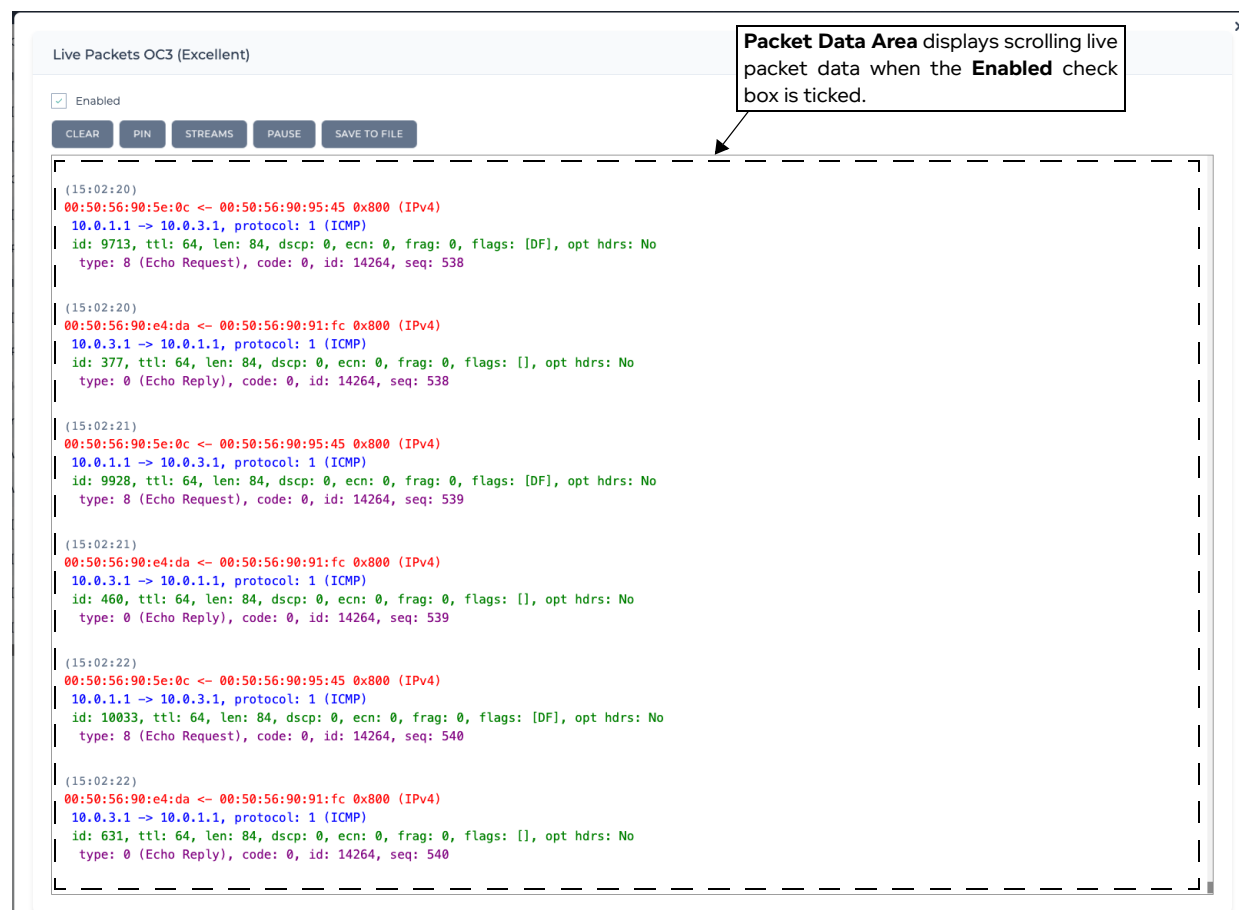 Live Packets OC3 (Excellent)
Packet Data Area displays scrolling live
packet data when the Enabled check
box is ticked.
Enabled
CLEAR PIN STREAMS PAUSE SAVE TO FILE
(15:02:20)
00:50:56:90:5e:0c <- 00:50:56:90:95:45 0x800 (IPv4)
10.0.1.1 -> 10.0.3.1, protocol: 1 (ICMP)
id: 9713, ttl: 64, len: 84, dscp: 0, ecn: 0, frag: 0, flags: [DF], opt hdrs: No
type: 8 (Echo Request), code: 0, id: 14264, seq: 538
(15:02:20)
00:50:56:90:e4:da <- 00:50:56:90:91:fc 0x800 (IPv4)
10.0.3.1 -> 10.0.1.1, protocol: 1 (ICMP)
id: 377, ttl: 64, len: 84, dscp: 0, ecn: 0, frag: 0, flags: [], opt hdrs: No
type: 0 (Echo Reply), code: 0, id: 14264, seq: 538
(15:02:21)
00:50:56:90:5e:0c <- 00:50:56:90:95:45 0x800 (IPv4)
10.0.1.1 -> 10.0.3.1, protocol: 1 (ICMP)
id: 9928, ttl: 64, len: 84, dscp: 0, ecn: 0, frag: 0, flags: [DF], opt hdrs: No
type: 8 (Echo Request), code: 0, id: 14264, seq: 539
(15:02:21)
00:50:56:90:e4:da <- 00:50:56:90:91:fc 0x800 (IPv4)
10.0.3.1 -> 10.0.1.1, protocol: 1 (ICMP)
id: 460, ttl: 64, len: 84, dscp: 0, ecn: 0, frag: 0, flags: [], opt hdrs: No
type: 0 (Echo Reply), code: 0, id: 14264, seq: 539
(15:02:22)
00:50:56:90:5e:0c <- 00:50:56:90:95:45 0x800 (IPv4)
10.0.1.1 -> 10.0.3.1, protocol: 1 (ICMP)
id: 10033, ttl: 64, len: 84, dscp: 0, ecn: 0, frag: 0, flags: [DF], opt hdrs: No
type: 8 (Echo Request), code: 0, id: 14264, seq: 540
(15:02:22)
00:50:56:90:e4:da <- 00:50:56:90:91:fc 0x800 (IPv4)
10.0.3.1 -> 10.0.1.1, protocol: 1 (ICMP)
id: 631, ttl: 64, len: 84, dscp: 0, ecn: 0, frag: 0, flags: [], opt hdrs: No
type: 0 (Echo Reply), code: 0, id: 14264, seq: 540